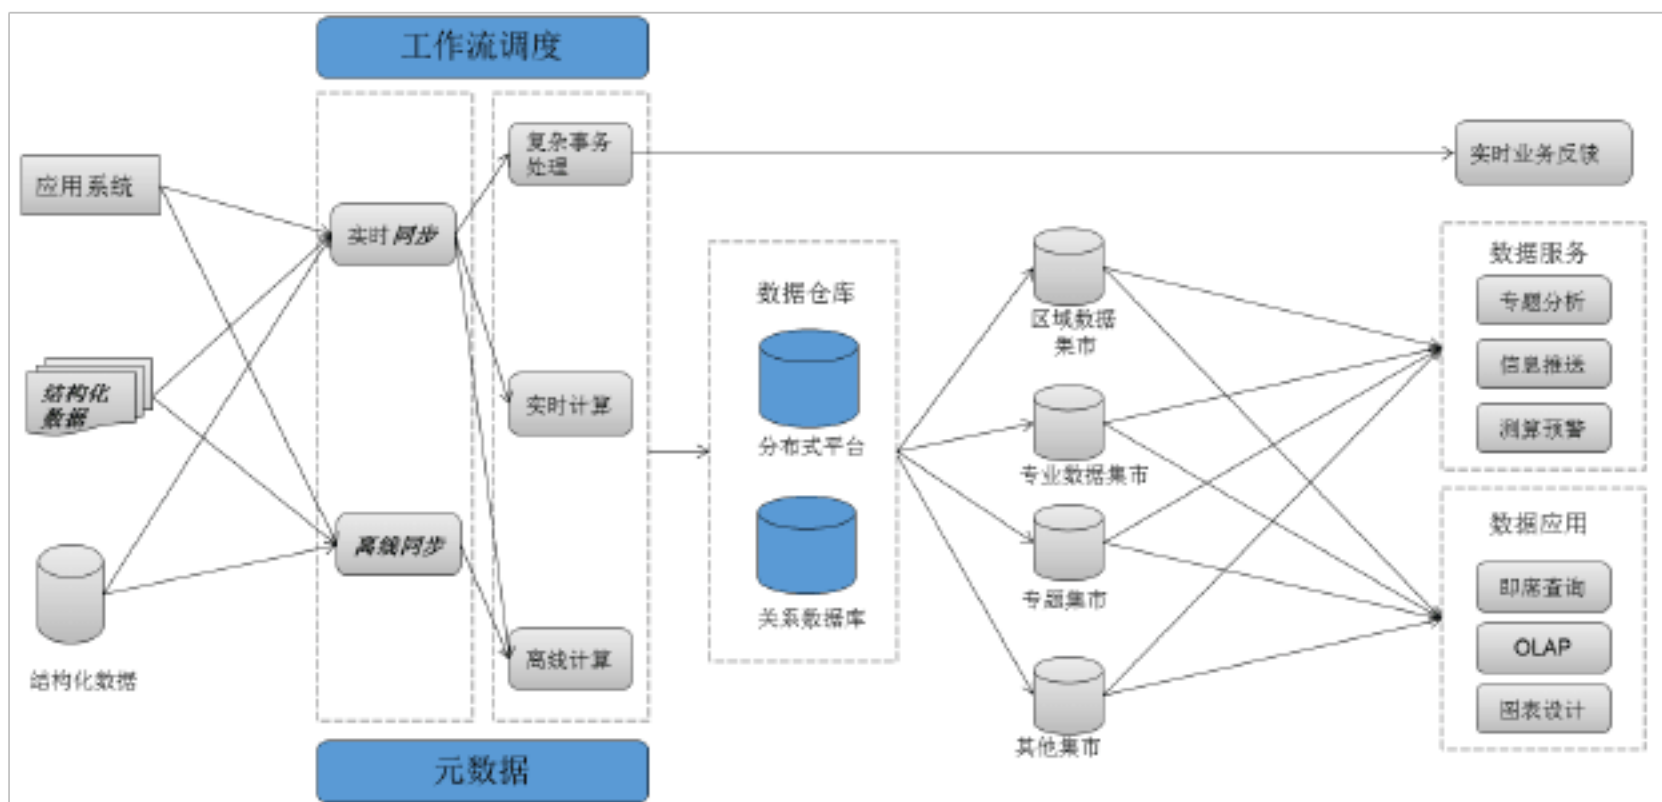 工作流调度
应用系统
结构化
数据
结构化数据
实时同步
离线同步
复杂事务
处理
实时计算
离线计算
元数据
数据仓库
分布式平台
关系数据库
区域数据
集市
专业数据集市
专题集市
其他集市
实时业务反馈
数据服务
专题分析
信息推送
测算预警
数据应用
即席查询
OLAP
图表设计